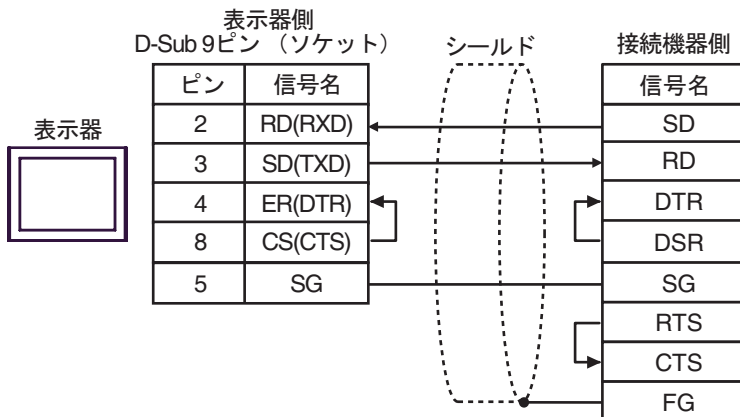 表示器側
D-Sub 9ピン （ソケット）
シールド
接続機器側
表示器
ピン 信号名
信号名
2 RD(RXD)
SD
3 SD(TXD)
RD
4 ER(DTR)
DTR
8 CS(CTS)
DSR
5 SG
SG
RTS
CTS
FG